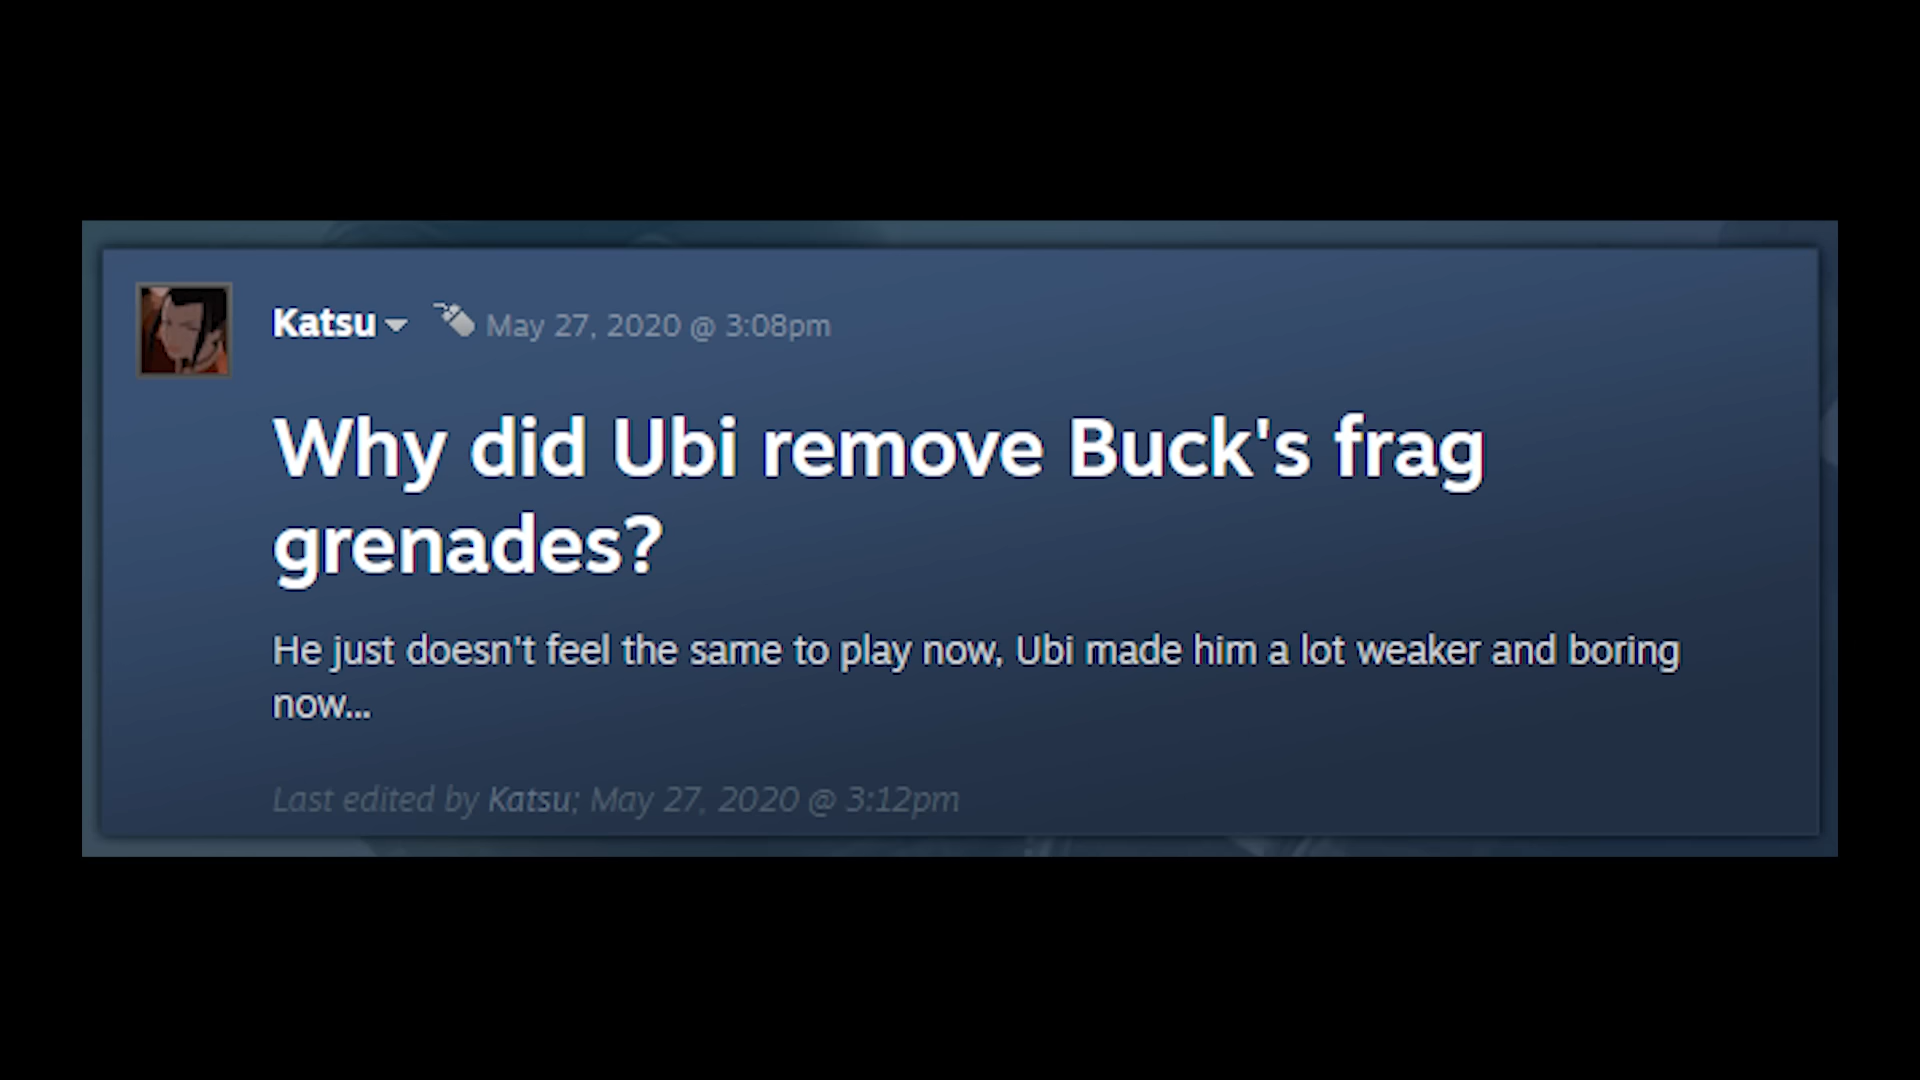 Katsu May 27, 2020 @ 3:08pm
Why did Ubi remove Buck's frag
grenades?
He just doesn't feel the same to play now, Ubi made him a lot weaker and boring
now...
Last edited by Katsu; May 27, 2020 @ 3:12pm